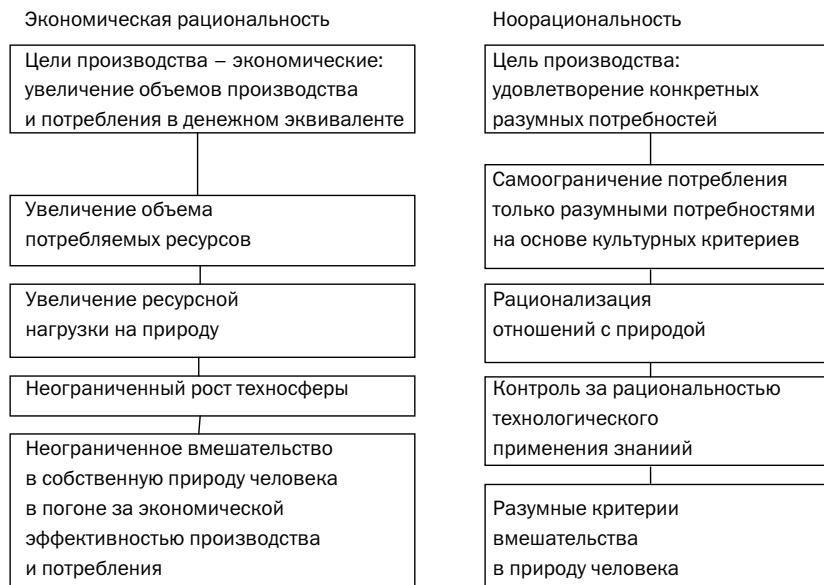 Экономическая рациональность
Цели производства – экономические:
увеличение объемов производства
и потребления в денежном эквиваленте
Увеличение объема
потребляемых ресурсов
Увеличение ресурсной
нагрузки на природу
Неограниченный рост техносферы
Неограниченное вмешательство
в собственную природу человека
в погоне за экономической
эффективностью производства
и потребления
Ноорациональность
Цель производства:
удовлетворение конкретных
разумных потребностей
Самоограничение потребления
только разумными потребностями
на основе культурных критериев
Рационализация
отношений с природой
Контроль за рациональностью
технологического
применения знаниий
Разумные критерии
вмешательства
в природу человека